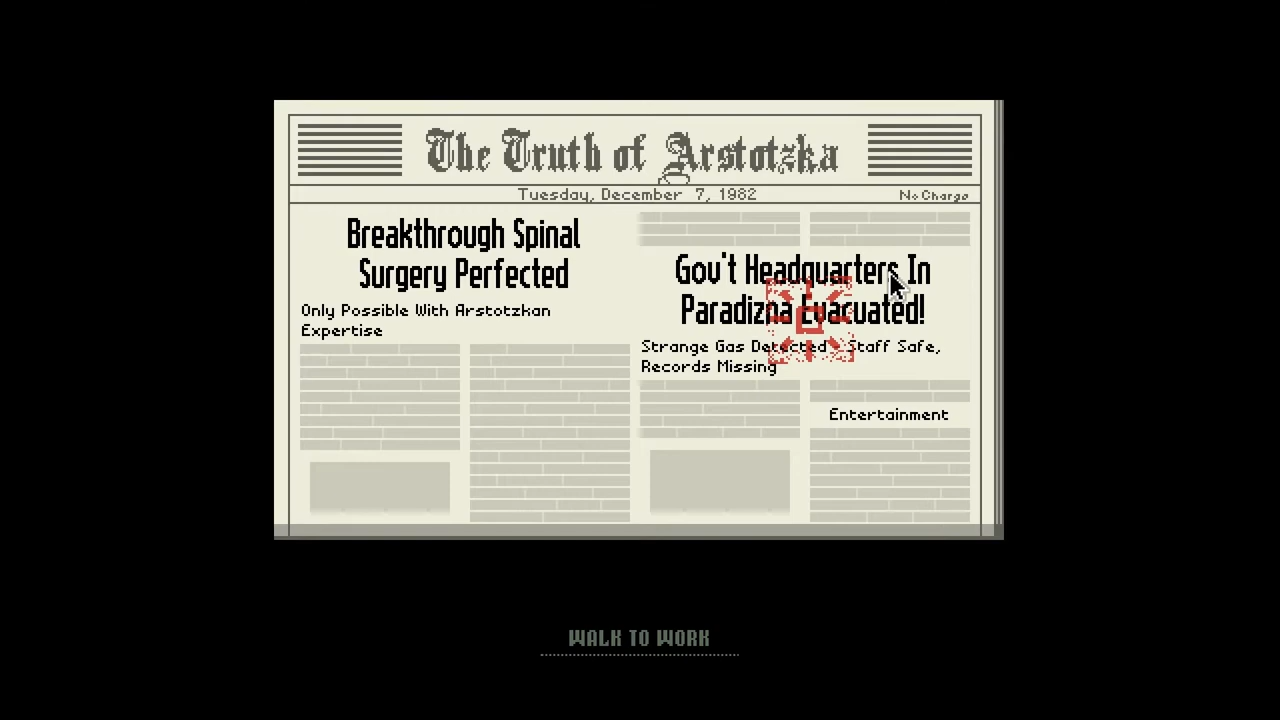 The Truth of Arstotzka
Tuesday, December 7, 1982
No Charge
Breakthrough Spinal
Surgery Perfected
Only Possible With Arstotzkan
Expertise
Gov't Headquarters In
Paradizna Evacuated!
Strange Gas Detected - Staff Safe,
Records Missing
Entertainment
WALK TO WORK